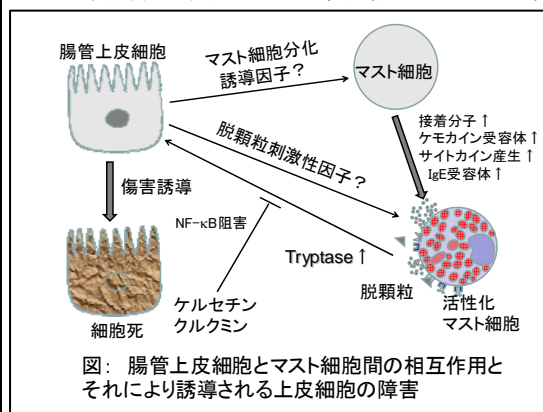 腸管上皮細胞
マスト細胞分化
誘導因子？
マスト細胞
接着分子↑
ケモカイン受容体↑
サイトカイン産生↑
IgE受容体↑
脱顆粒刺激性因子？
傷害誘導
NF-κB阻害
Tryptase↑
ケルセチン
クルクミン
脱顆粒
活性化
マスト細胞
細胞死
図： 腸管上皮細胞とマスト細胞間の相互作用と
それにより誘導される上皮細胞の障害